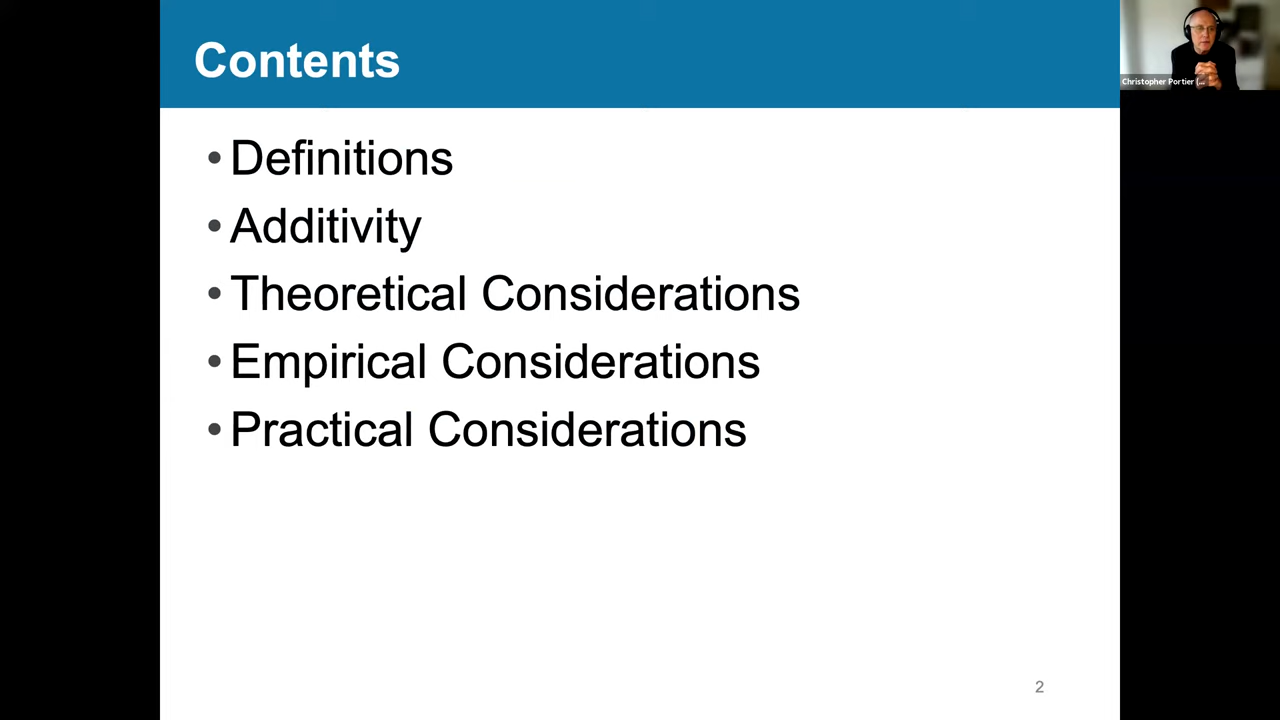 Contents
• Definitions
• Additivity
• Theoretical Considerations
• Empirical Considerations
• Practical Considerations
2
Christopher Portier (...